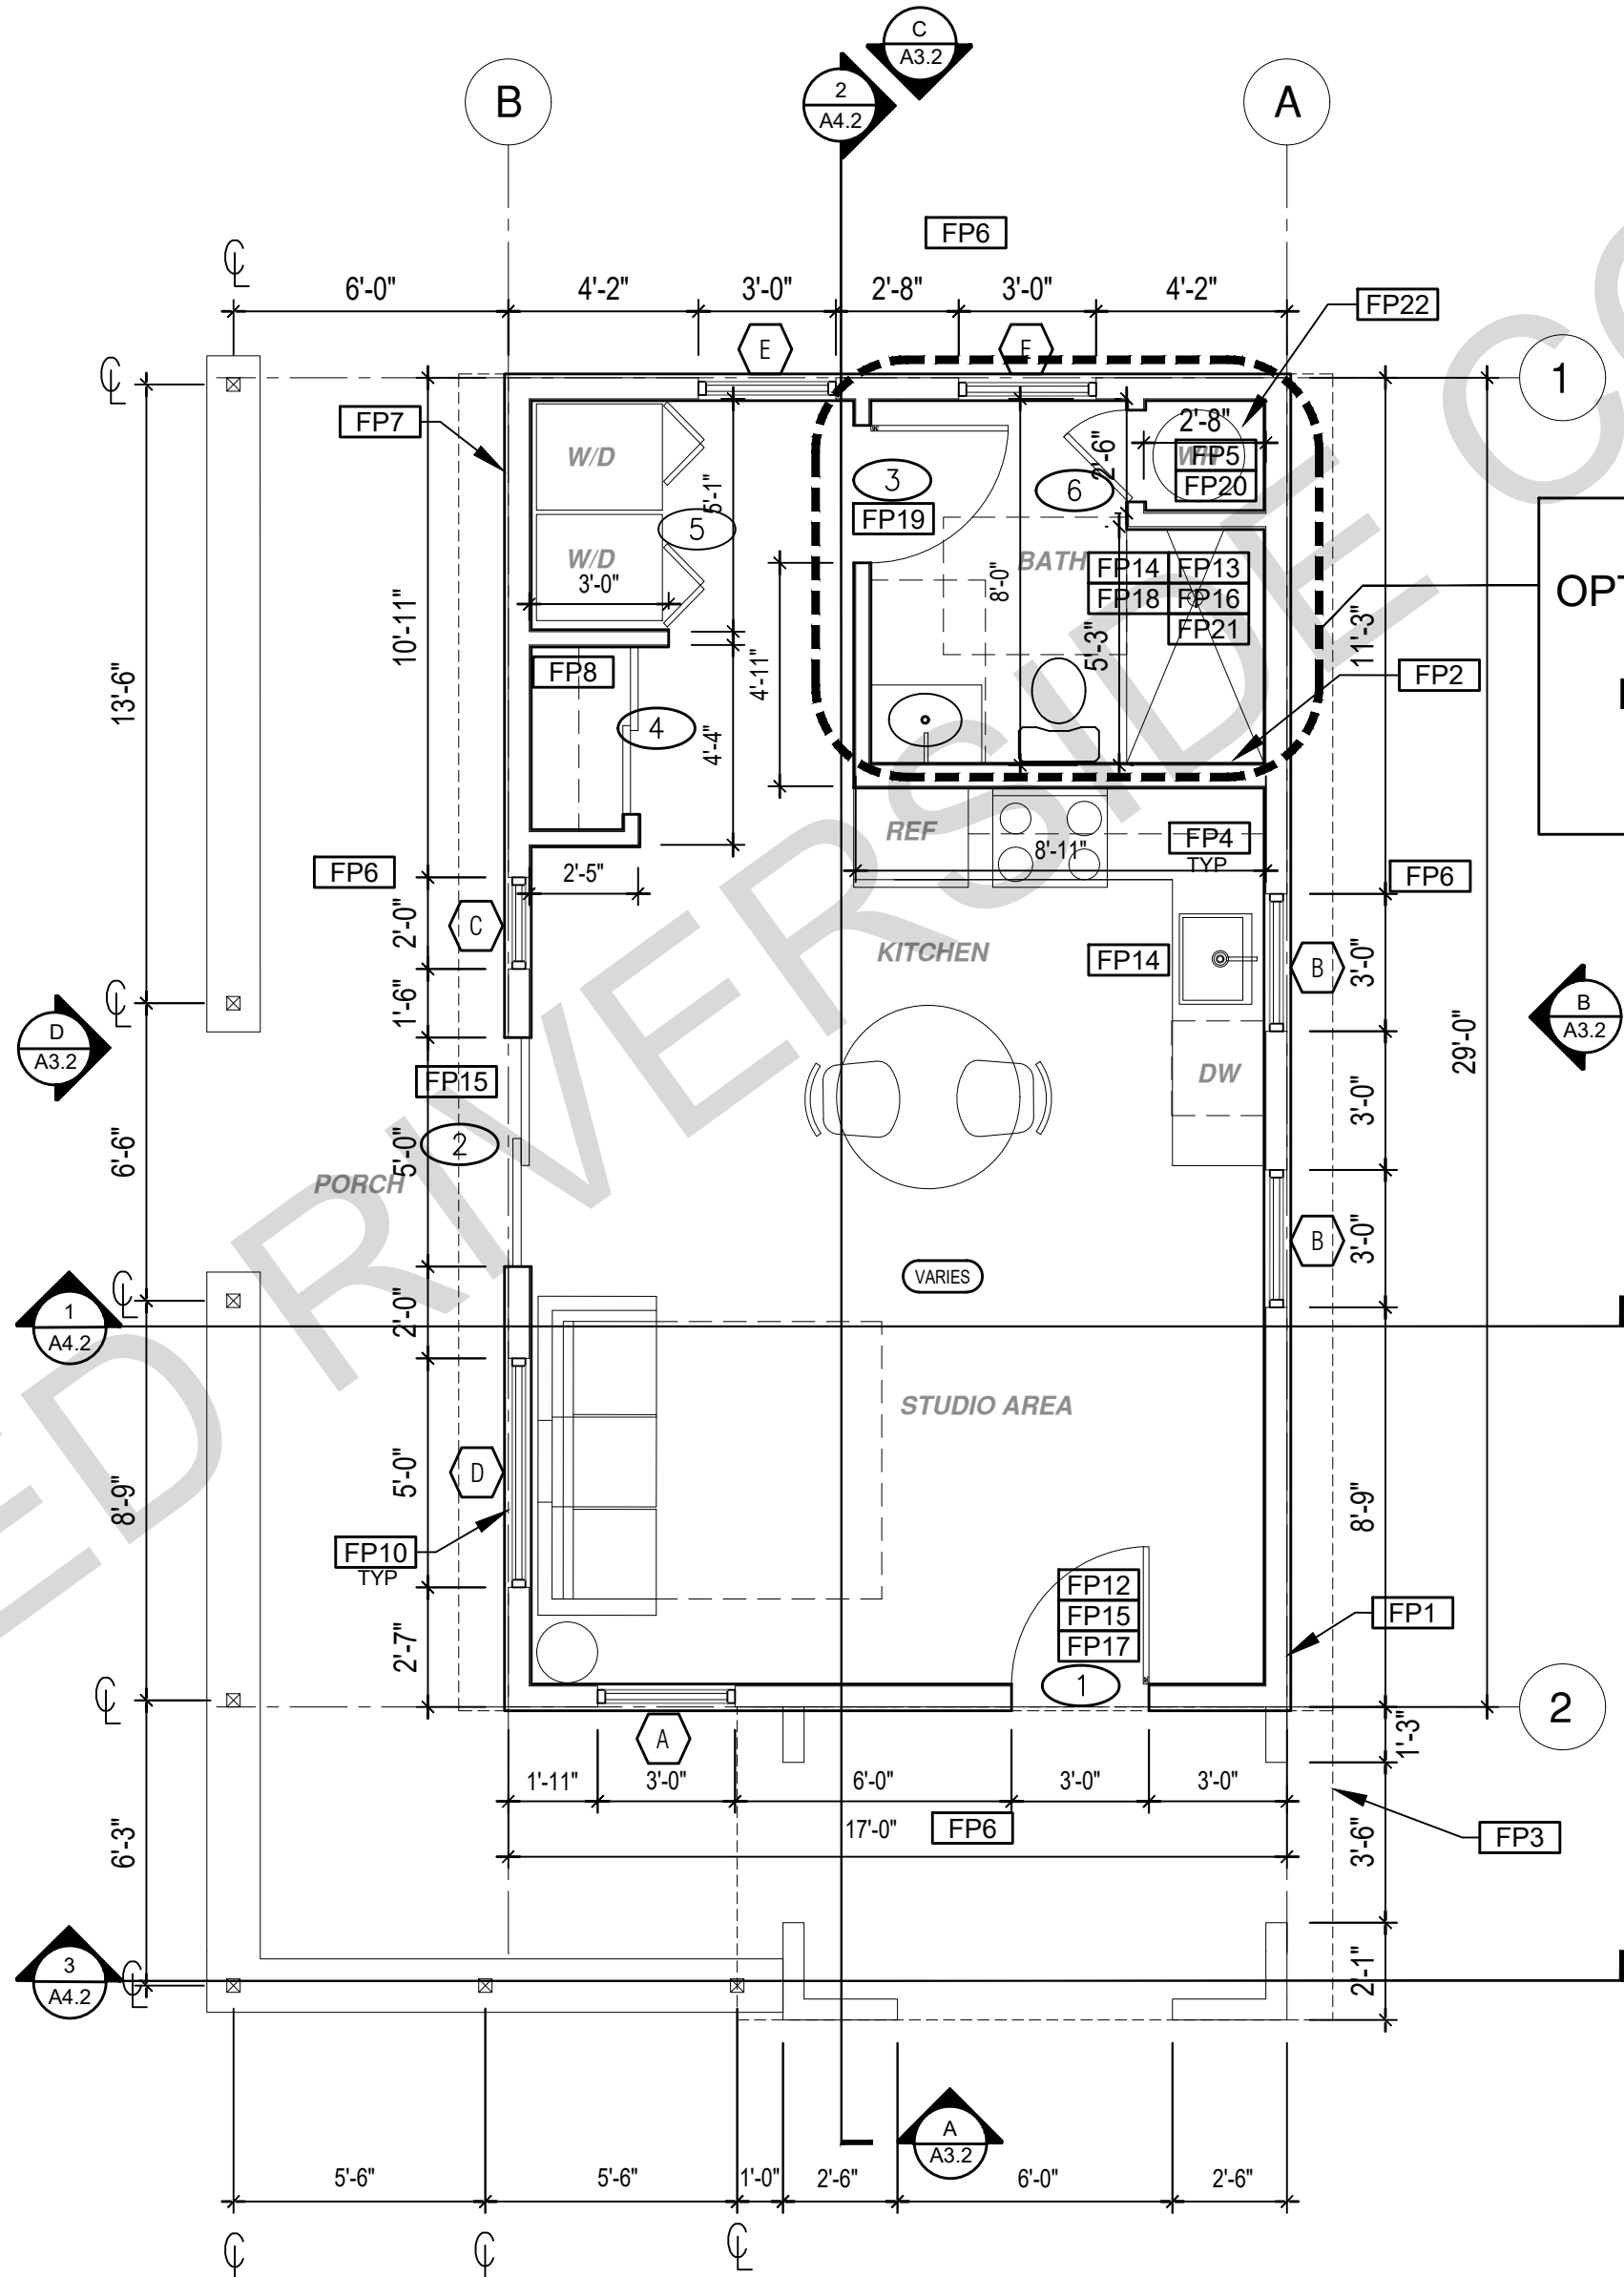 C
A3.2
B
2
A4.2
A
FP6
6'-0"
4'-2"
3'-0"
2'-8"
3'-0"
4'-2"
FP22
E
1
FP7
W/D
3
FP19
6
2'-6"
2'-8"
FP5
FP20
5'-1"
5
W/D
3'-0"
BATH
8'-0"
FP14
FP13
FP18
FP16
FP21
OPT
10'-11"
11'-3"
13'-6"
FP8
4'-11"
5'-3"
FP2
4
4'-4"
REF
8'-11"
FP4
TYP
FP6
2'-5"
FP6
C
2'-0"
KITCHEN
FP14
B
3'-0"
1'-6"
D
A3.2
B
A3.2
29'-0"
FP15
DW
3'-0"
2
5'-0"
6'-6"
PORCH
B
3'-0"
VARIES
1
A4.2
2'-0"
STUDIO AREA
D
5'-0"
8'-9"
8'-9"
FP10
TYP
FP12
FP15
FP17
FP1
2'-7"
1
2
A
1'-3"
1'-11"
3'-0"
6'-0"
3'-0"
3'-0"
17'-0"
FP6
6'-3"
3'-6"
FP3
3
A4.2
2'-1"
A
A3.2
5'-6"
5'-6"
1'-0"
2'-6"
6'-0"
2'-6"
ED RIVERSIDE CO